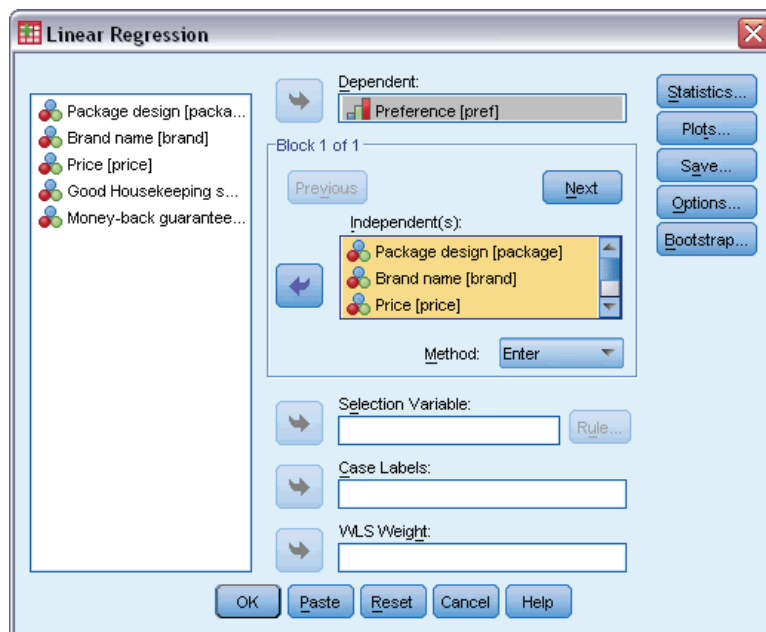 Linear Regression
Package design [packa...
Brand name [brand]
Price [price]
Good Housekeeping s...
Money-back guarantee...
Dependent:
Preference [pref]
Block 1 of 1
Previous
Next
Independent(s):
Package design [package]
Brand name [brand]
Price [price]
Method:
Enter
Selection Variable:
Rule...
Case Labels:
WLS Weight:
Statistics...
Plots...
Save...
Options...
Bootstrap...
OK
Paste
Reset
Cancel
Help